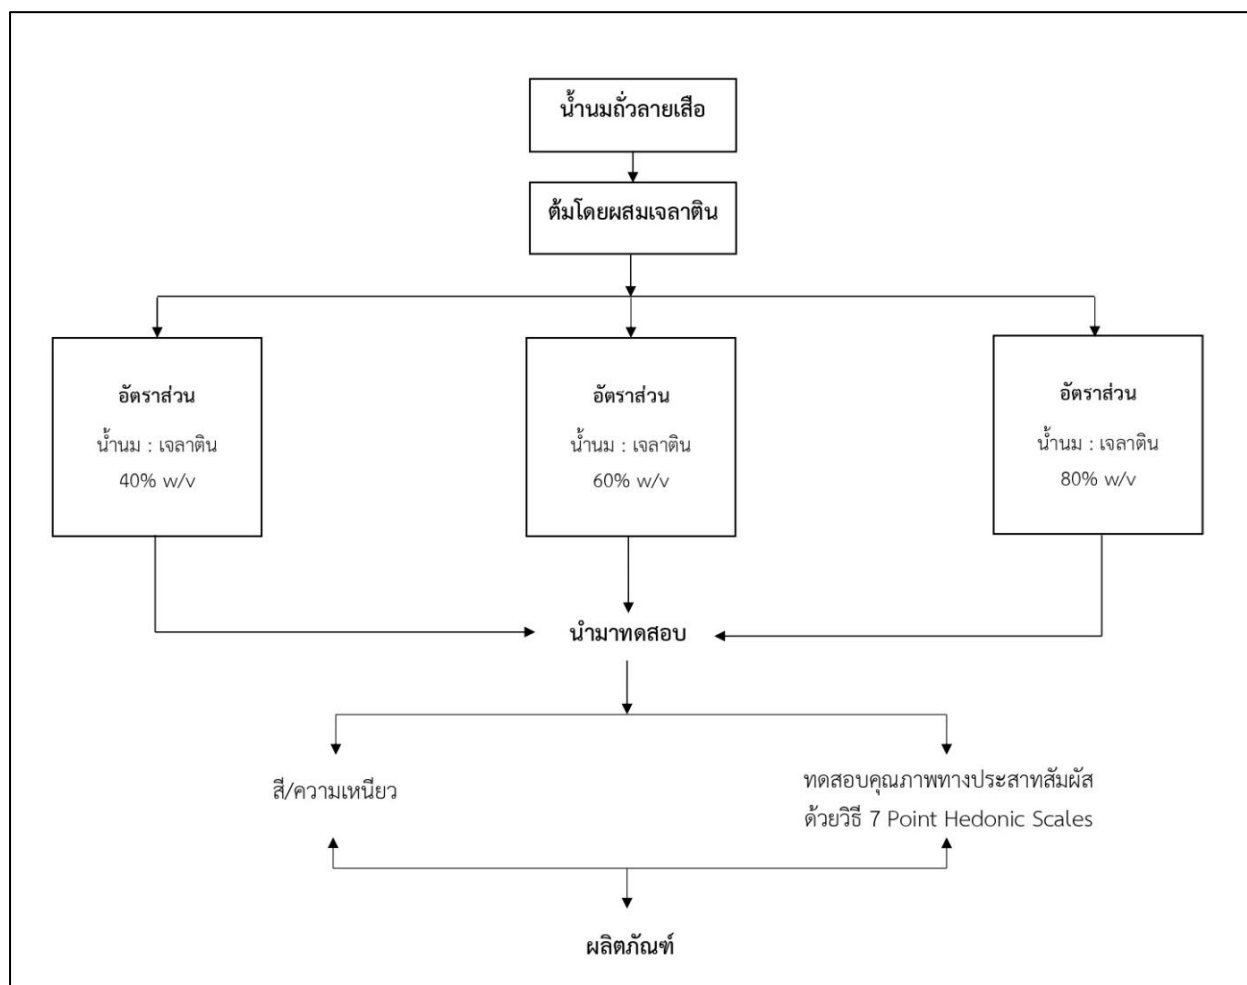 น้ำนมถั่วลายเสือ
ต้มโดยผสมเจลาติน
อัตราส่วน
น้ำนม : เจลาติน
40% w/v
อัตราส่วน
น้ำนม : เจลาติน
60% w/v
อัตราส่วน
น้ำนม : เจลาติน
80% w/v
นำมาทดสอบ
สี/ความเหนียว
ทดสอบคุณภาพทางประสาทสัมผัส
ด้วยวิธี 7 Point Hedonic Scales
ผลิตภัณฑ์